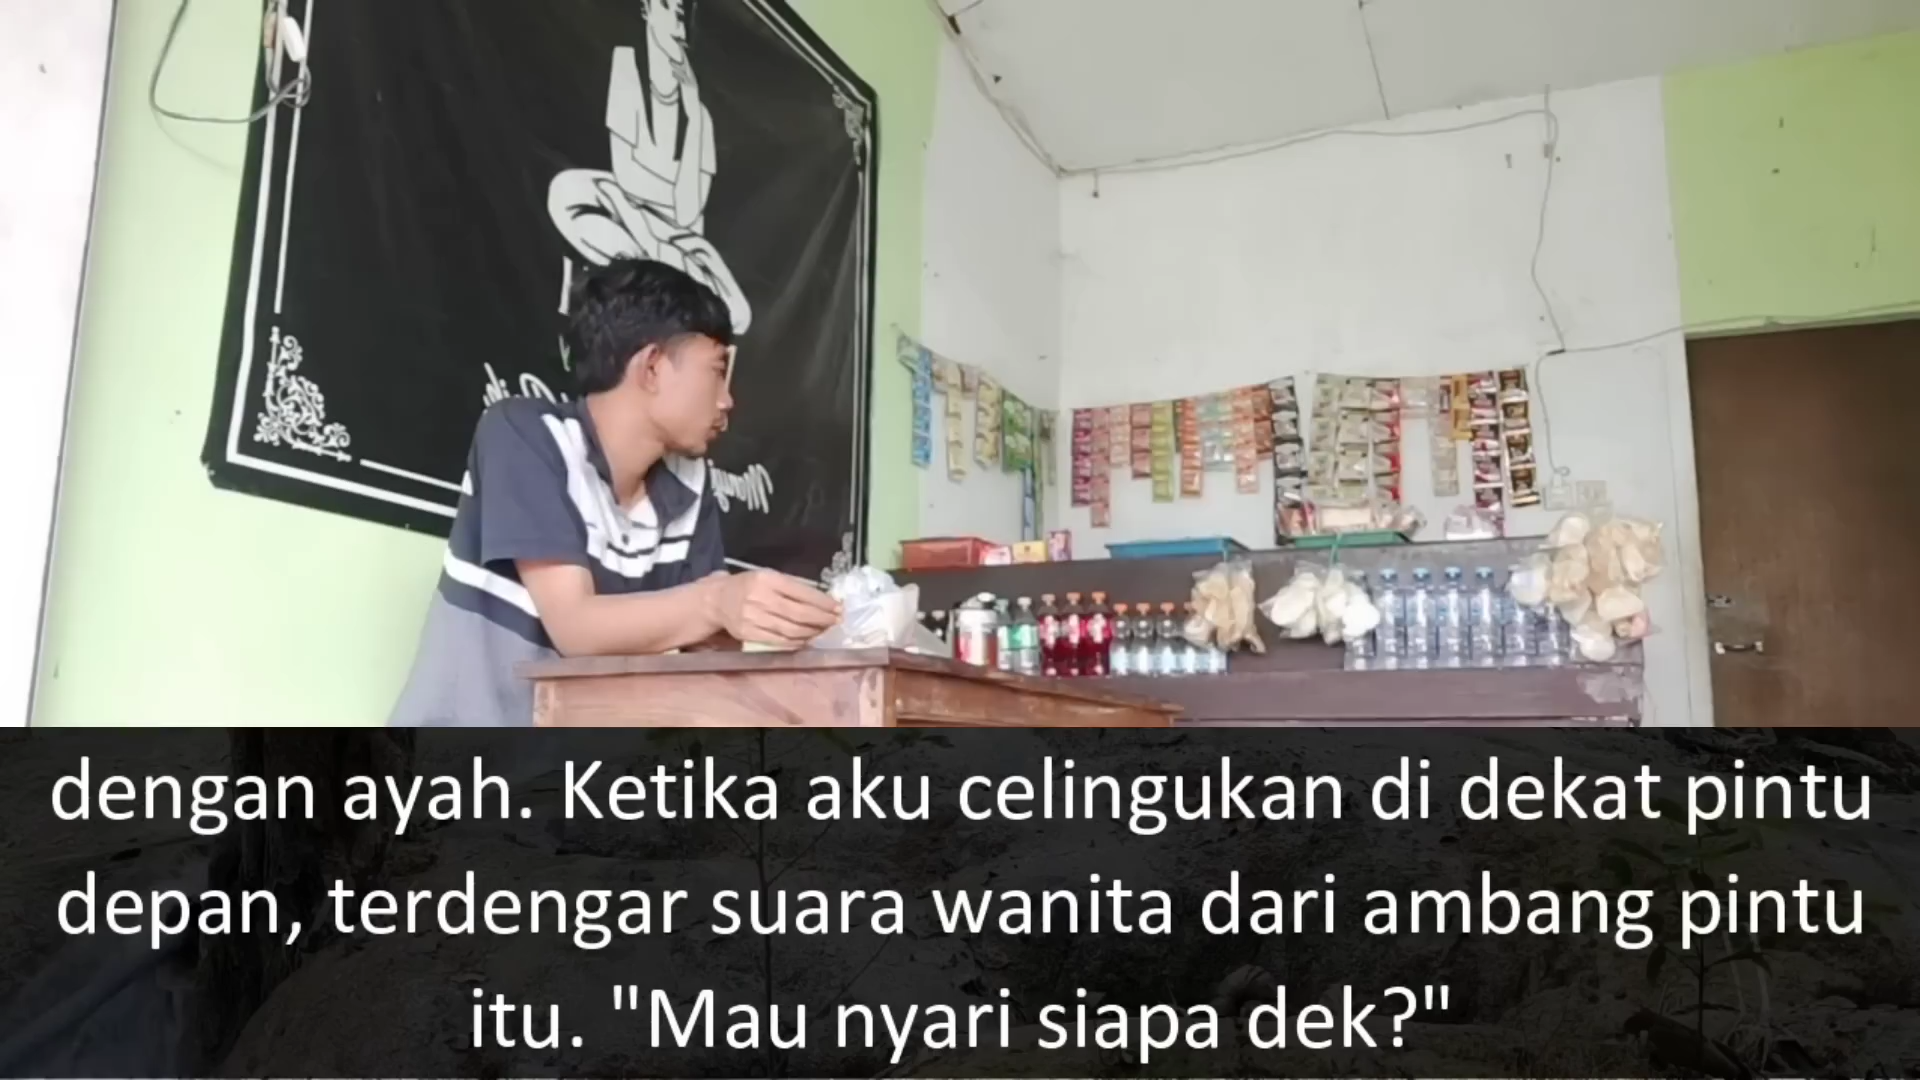 dengan ayah. Ketika aku celingukan di dekat pintu
depan, terdengar suara wanita dari ambang pintu
itu. "Mau nyari siapa dek?"